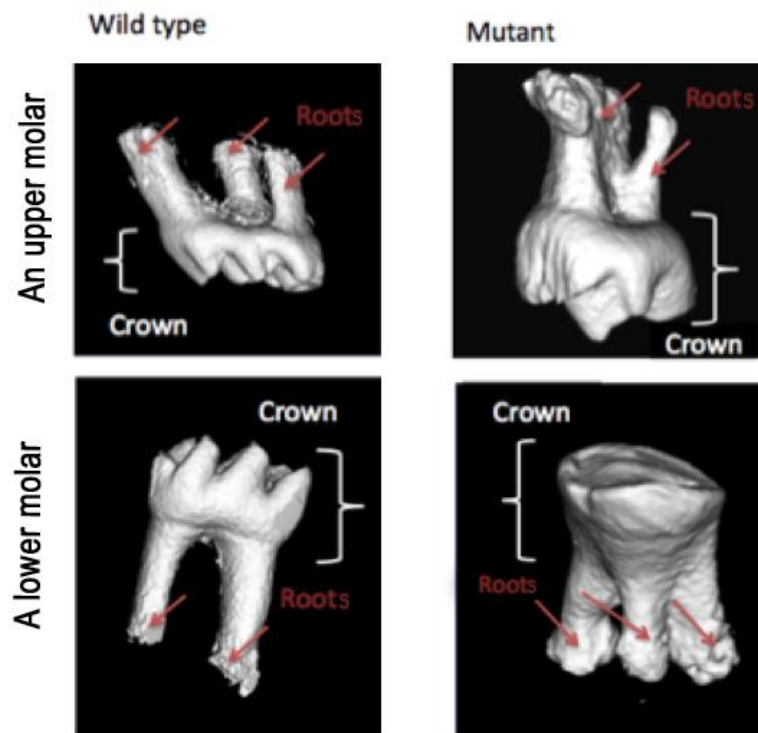 Wild type
Mutant
An upper molar
Roots
Crown
Roots
Crown
A lower molar
Crown
Roots
Crown
Roots